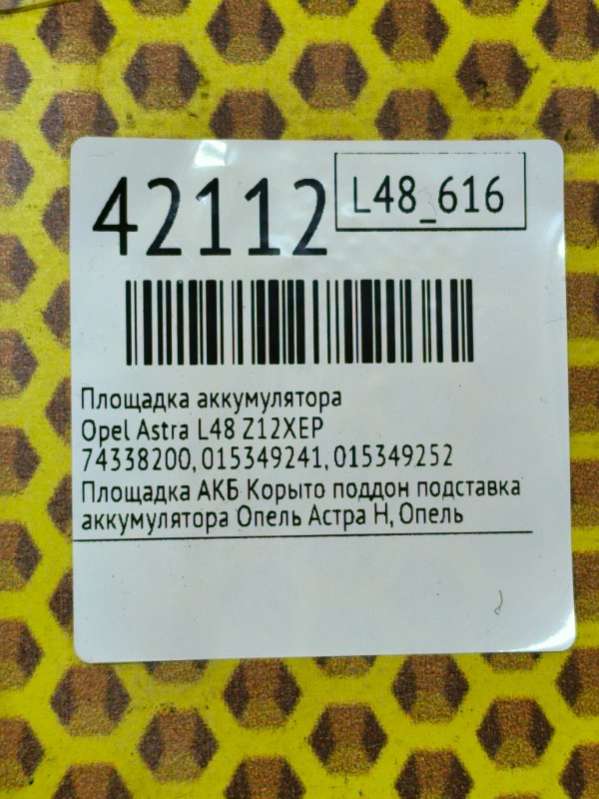 42112
L48_616
Площадка аккумулятора
Opel Astra L48 Z12XEP
74338200, 015349241, 015349252
Площадка АКБ Корыто поддон подставка
аккумулятора Опель Астра Н, Опель